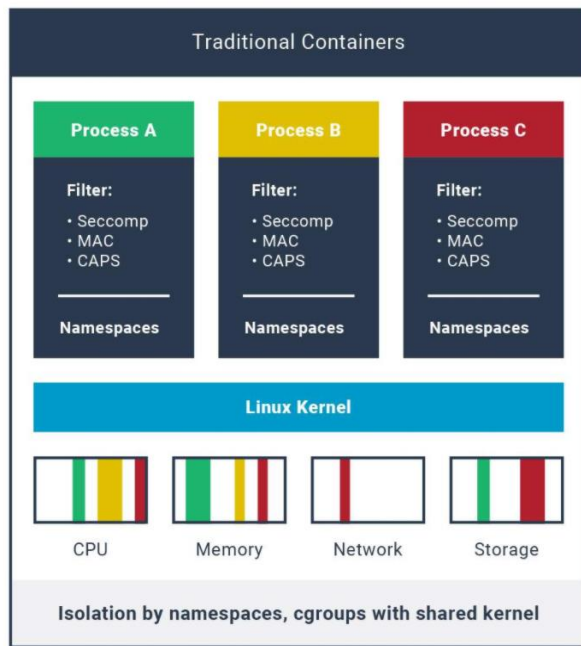 Traditional Containers
Process A
Filter:
• Seccomp
• MAC
• CAPS
Namespaces
Process B
Filter:
• Seccomp
• MAC
• CAPS
Namespaces
Process C
Filter:
• Seccomp
• MAC
• CAPS
Namespaces
Linux Kernel
CPU
Memory
Network
Storage
Isolation by namespaces, cgroups with shared kernel